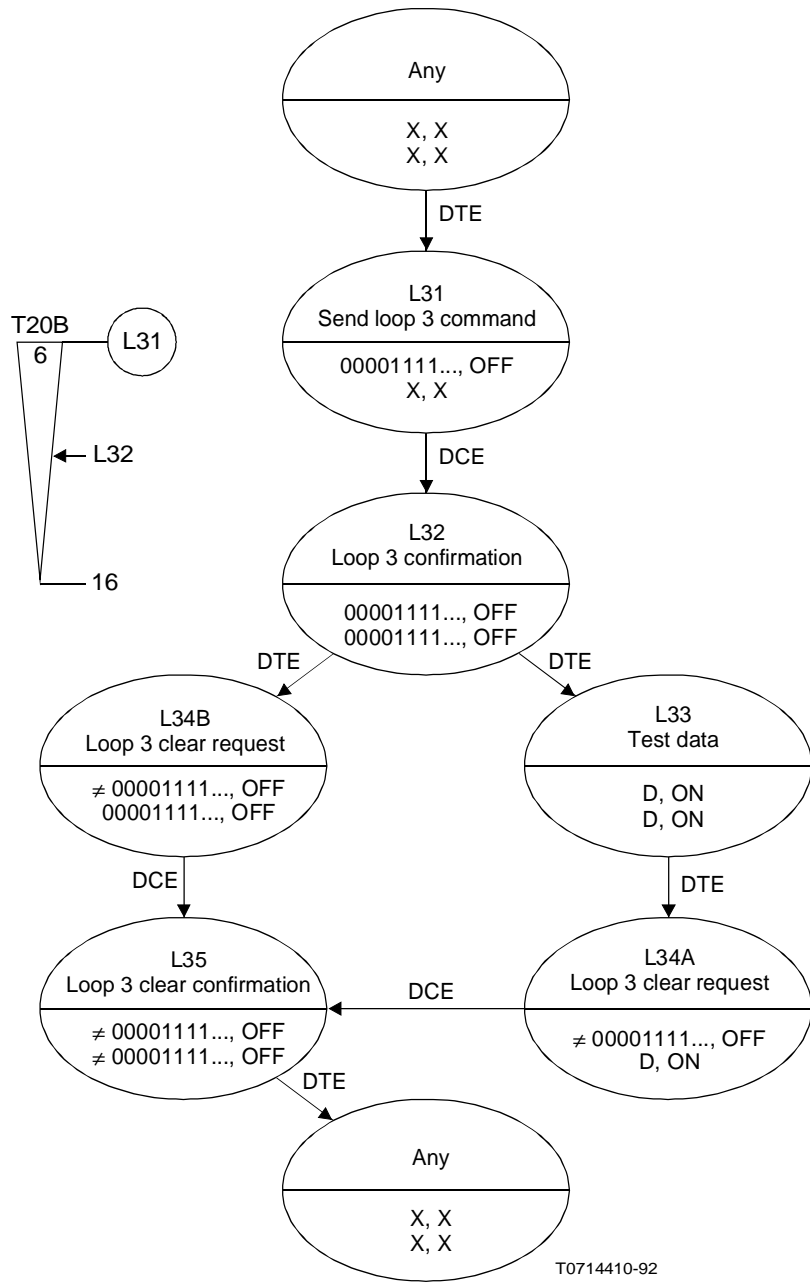 Any
X, X
X, X
DTE
L31
Send loop 3 command
00001111..., OFF
X, X
T20B
6
L31
L32
16
DCE
L32
Loop 3 confirmation
00001111..., OFF
00001111..., OFF
DTE
DTE
L34B
Loop 3 clear request
≠ 00001111..., OFF
00001111..., OFF
L33
Test data
D, ON
D, ON
DCE
DTE
L35
Loop 3 clear confirmation
≠ 00001111..., OFF
≠ 00001111..., OFF
DCE
L34A
Loop 3 clear request
≠ 00001111..., OFF
D, ON
DTE
Any
X, X
X, X
T0714410-92